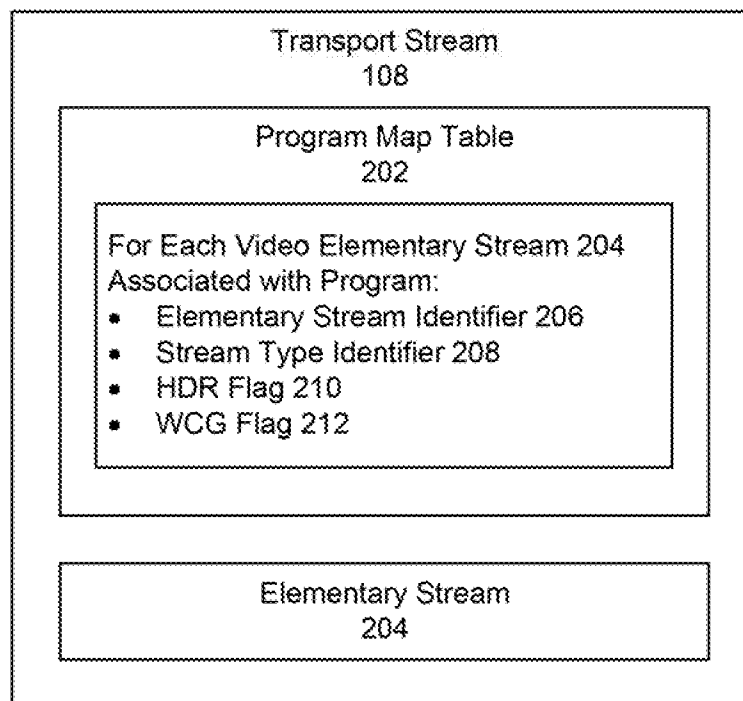 Transport Stream
108
Program Map Table
202
For Each Video Elementary Stream 204
Associated with Program:
• Elementary Stream Identifier 206
• Stream Type Identifier 208
• HDR Flag 210
• WCG Flag 212
Elementary Stream
204